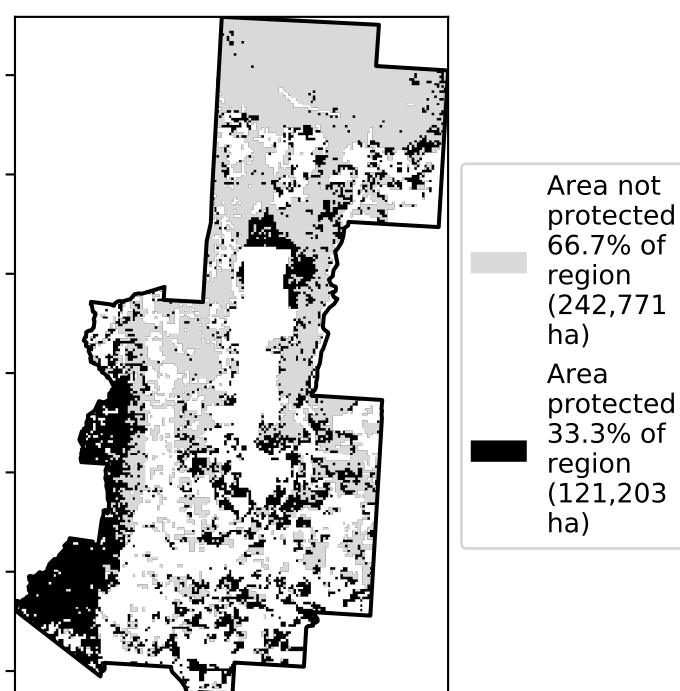 Area not
protected
66.7% of
region
(242,771
ha)
Area
protected
33.3% of
region
(121,203
ha)